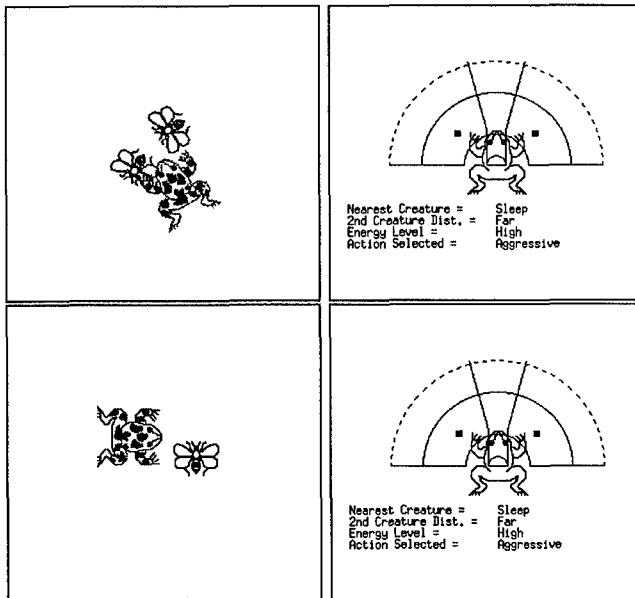 Nearest Creature = Sleep
2nd Creature Dist. = Far
Energy Level = High
Action Selected = Aggressive
Nearest Creature = Sleep
2nd Creature Dist. = Far
Energy Level = High
Action Selected = Aggressive